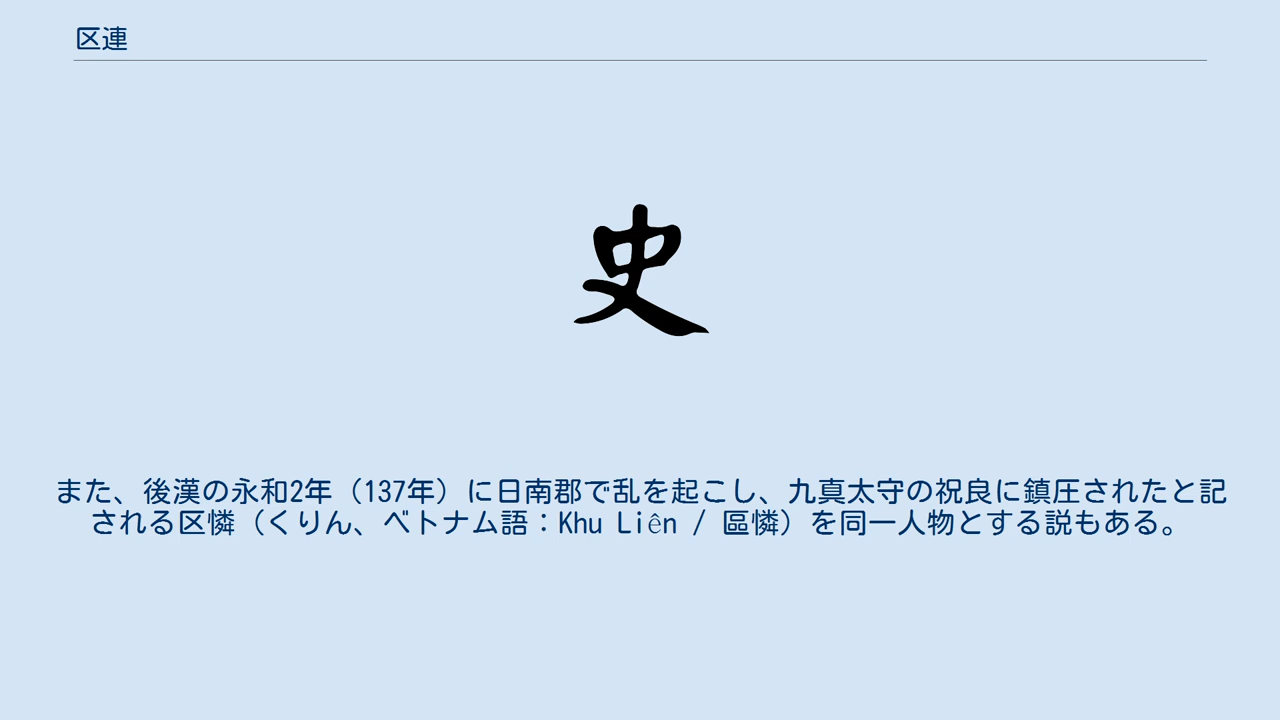 区連
史
また、後漢の永和2年（137年）に日南郡で乱を起こし、九真太守の祝良に鎮圧されたと記
される区憐（くりん、ベトナム語：Khu Liên / 區憐）を同一人物とする説もある。